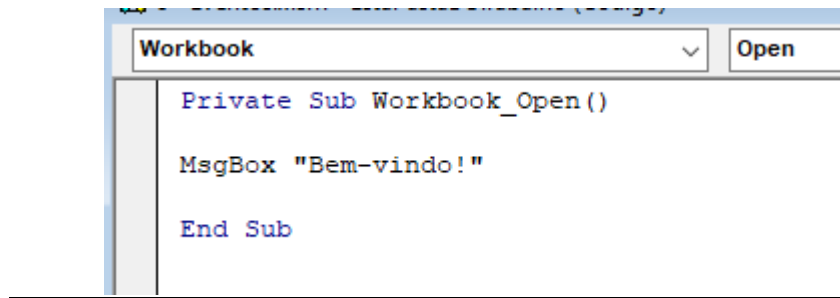 Workbook
Open
Private Sub Workbook_Open()
MsgBox "Bem-vindo!"
End Sub